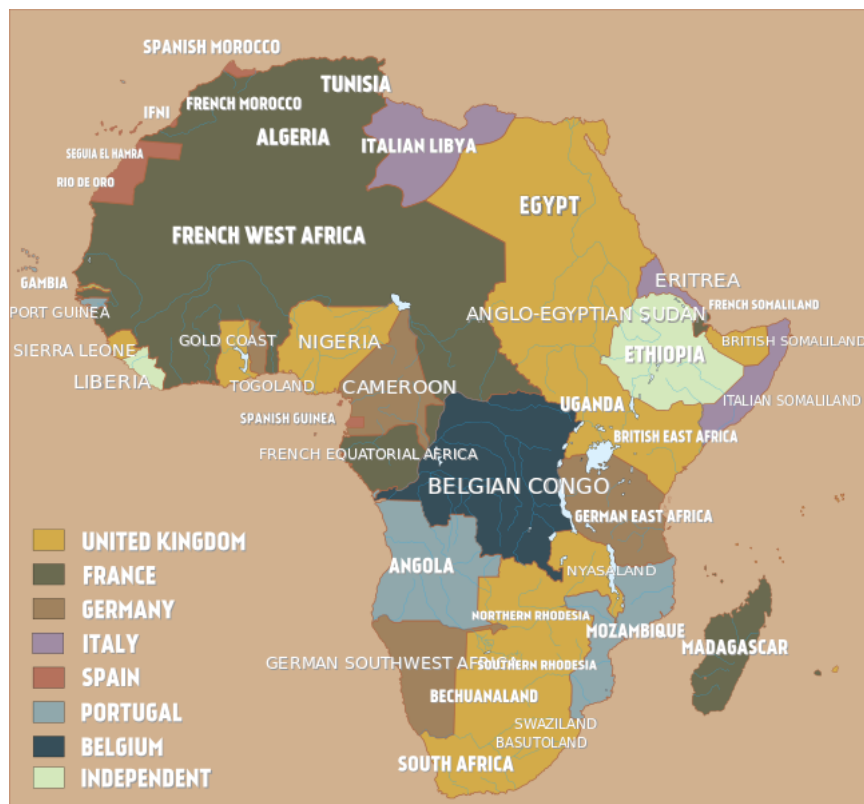 SPANISH MOROCCO
TUNISIA
FRENCH MOROCCO
IFNI
ALGERIA
ITALIAN LIBYA
SEGUIA EL HAMRA
RIO DE ORO
EGYPT
FRENCH WEST AFRICA
ERITREA
GAMBIA
FRENCH SOMALILAND
PORT GUINEA
ANGLO-EGYPTIAN SUDAN
GOLD COAST
NIGERIA
BRITISH SOMALILAND
SIERRA LEONE
ETHIOPIA
LIBERIA
TOGOLAND
CAMEROON
ITALIAN SOMALILAND
UGANDA
SPANISH GUINEA
BRITISH EAST AFRICA
FRENCH EQUATORIAL AFRICA
BELGIAN CONGO
GERMAN EAST AFRICA
ANGOLA
NYASALAND
NORTHERN RHODESIA
MOZAMBIQUE
MADAGASCAR
GERMAN SOUTHWEST AFRICA
SOUTHERN RHODESIA
BECHUANALAND
SWAZILAND
BASUTOLAND
SOUTH AFRICA
UNITED KINGDOM
FRANCE
GERMANY
ITALY
SPAIN
PORTUGAL
BELGIUM
INDEPENDENT